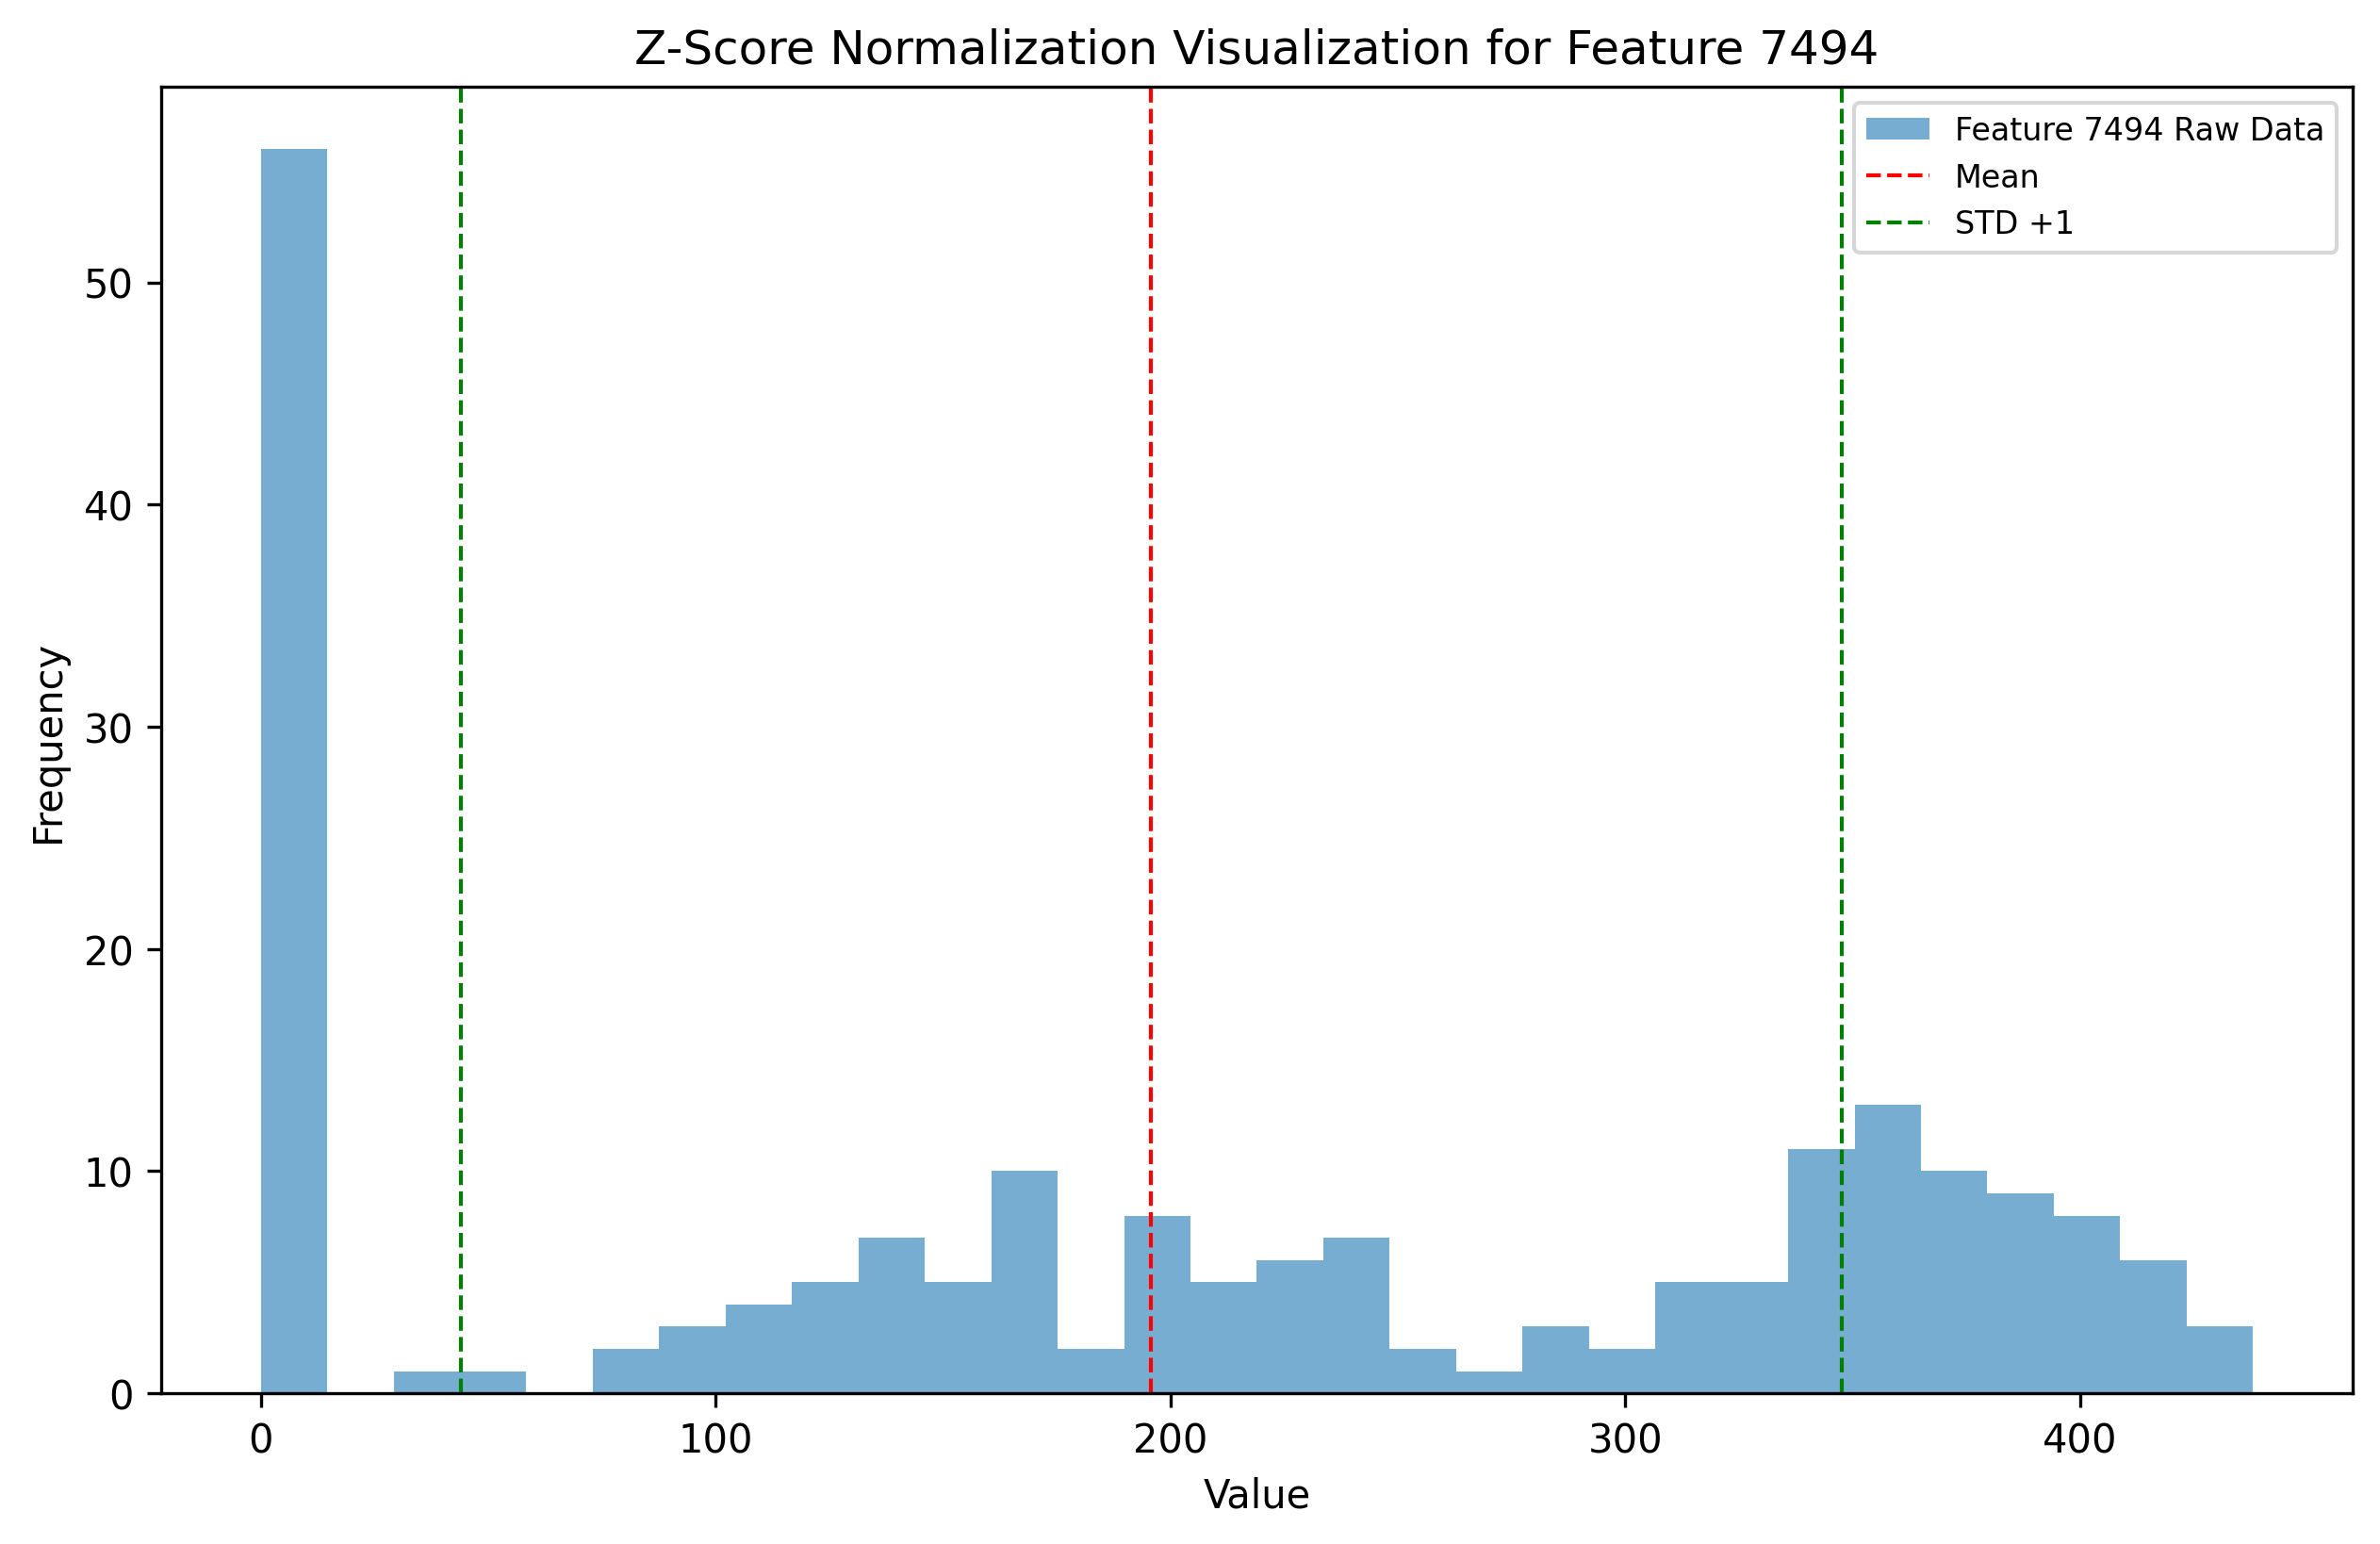 Z-Score Normalization Visualization for Feature 7494
Feature 7494 Raw Data
Mean
STD +1
Frequency
50
40
30
20
10
0
0 100 200 300 400
Value